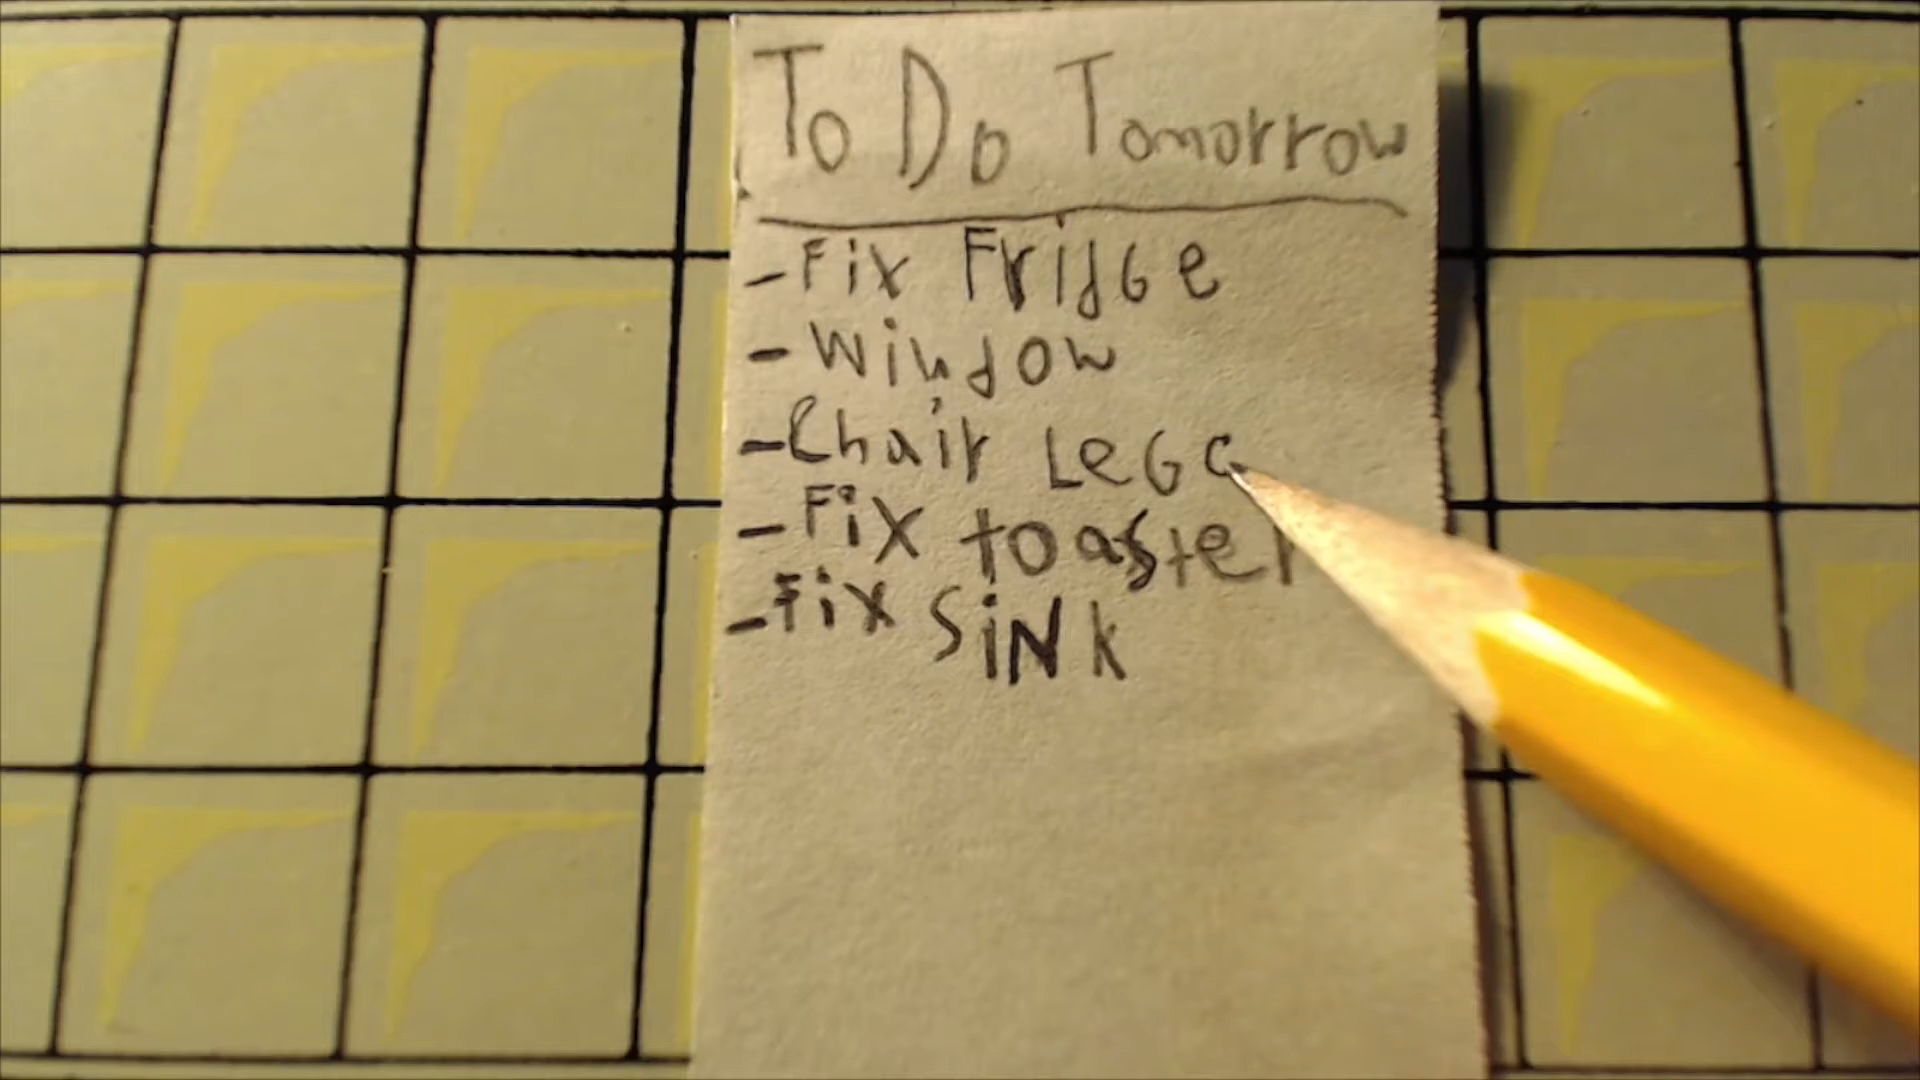 To Do Tomorrow
- Fix FridGe
- Window
- Chair LeGs
- Fix toaster
- Fix SiNk